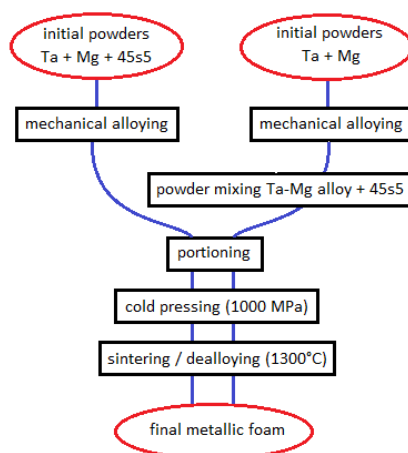 initial powders
Ta + Mg + 45s5
initial powders
Ta + Mg
mechanical alloying
mechanical alloying
powder mixing Ta-Mg alloy + 45s5
portioning
cold pressing (1000 MPa)
sintering / dealloying (1300°C)
final metallic foam